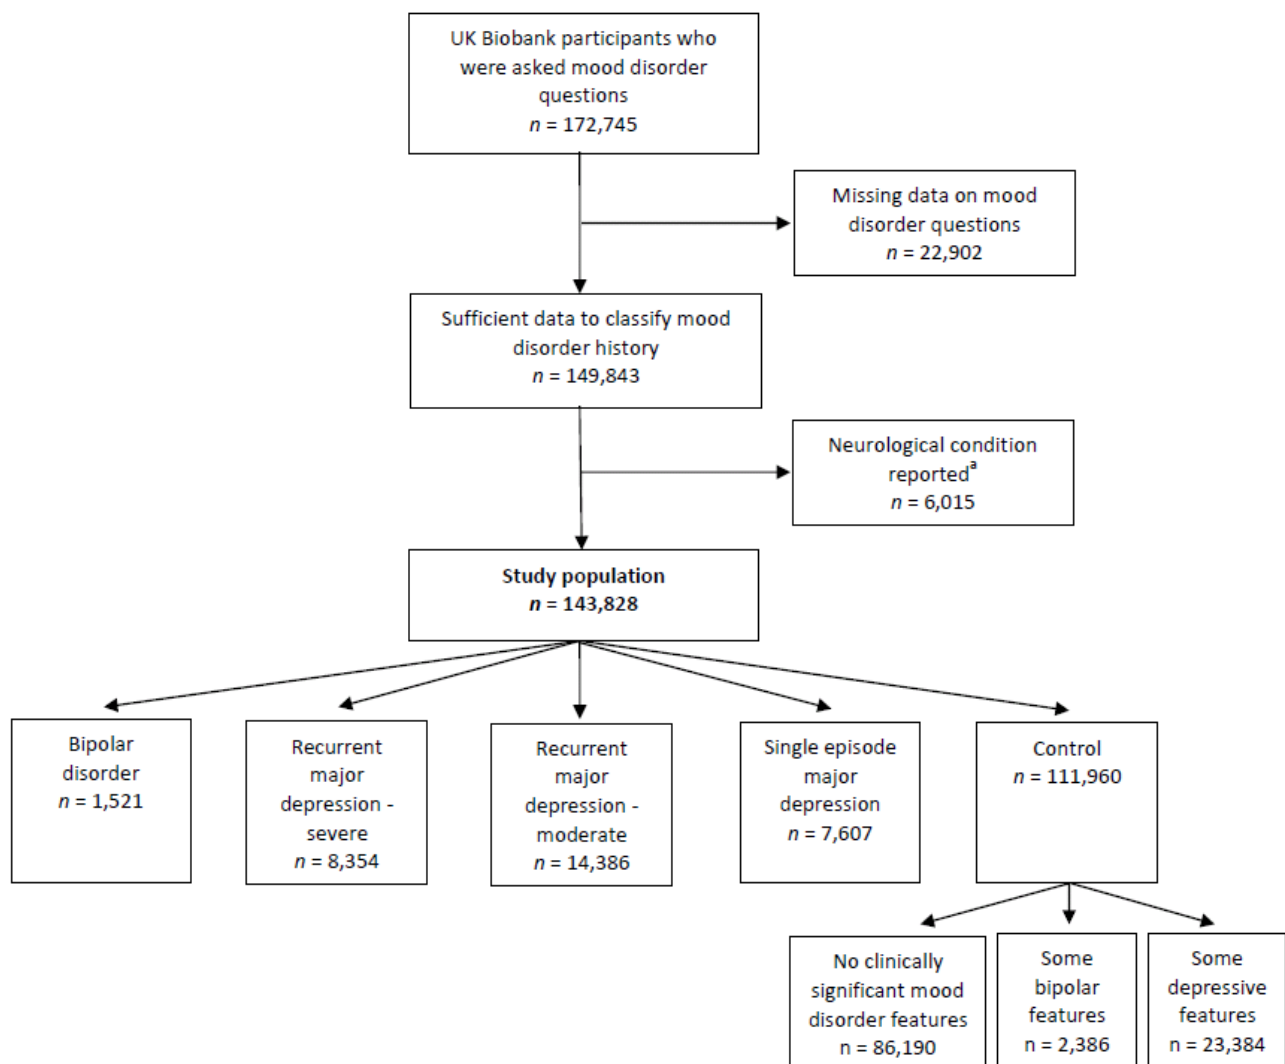 UK Biobank participants who
were asked mood disorder
questions
n = 172,745
Missing data on mood
disorder questions
n = 22,902
Sufficient data to classify mood
disorder history
n = 149,843
Neurological condition
reportedᵃ
n = 6,015
Study population
n = 143,828
Bipolar
disorder
n = 1,521
Recurrent
major
depression -
severe
n = 8,354
Recurrent
major
depression -
moderate
n = 14,386
Single episode
major
depression
n = 7,607
Control
n = 111,960
No clinically
significant mood
disorder features
n = 86,190
Some
bipolar
features
n = 2,386
Some
depressive
features
n = 23,384